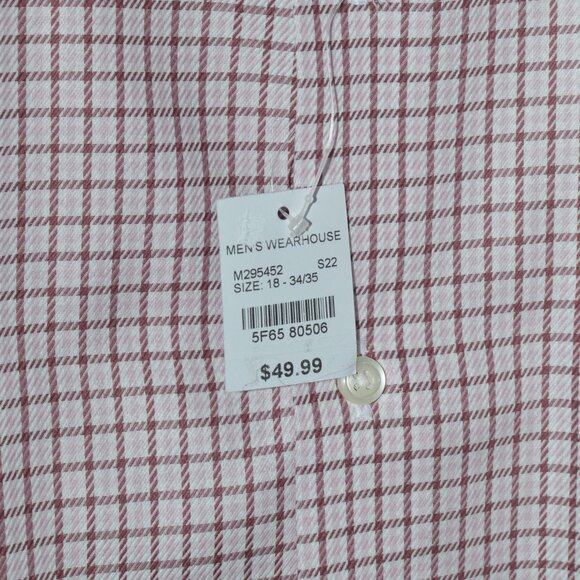 MEN'S WEARHOUSE
M295452 S22
SIZE: 18 - 34/35
5F65 80506
$49.99